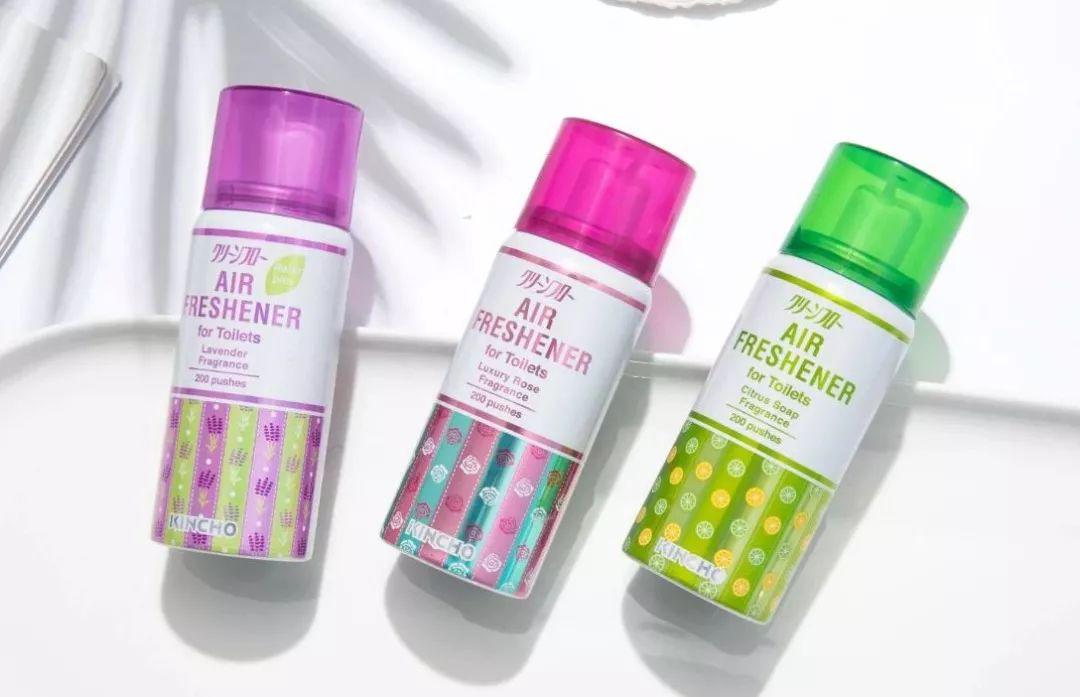 クリーンフロー
AIR
FRESHENER
for Toilets
Lavender
Fragrance
200 pushes
KINCHO
クリーンフロー
AIR
FRESHENER
for Toilets
Luxury Rose
Fragrance
200 pushes
KINCHO
クリーンフロー
AIR
FRESHENER
for Toilets
Citrus Soap
Fragrance
200 pushes
KINCHO